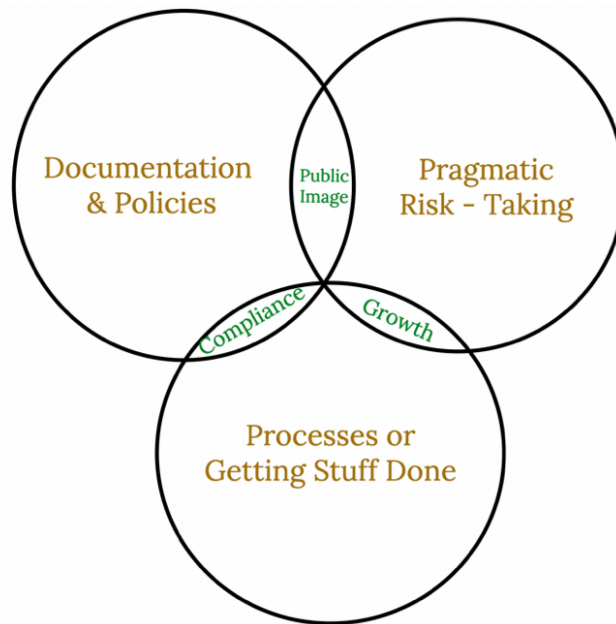 Documentation
& Policies
Public
Image
Pragmatic
Risk - Taking
Compliance
Growth
Processes or
Getting Stuff Done